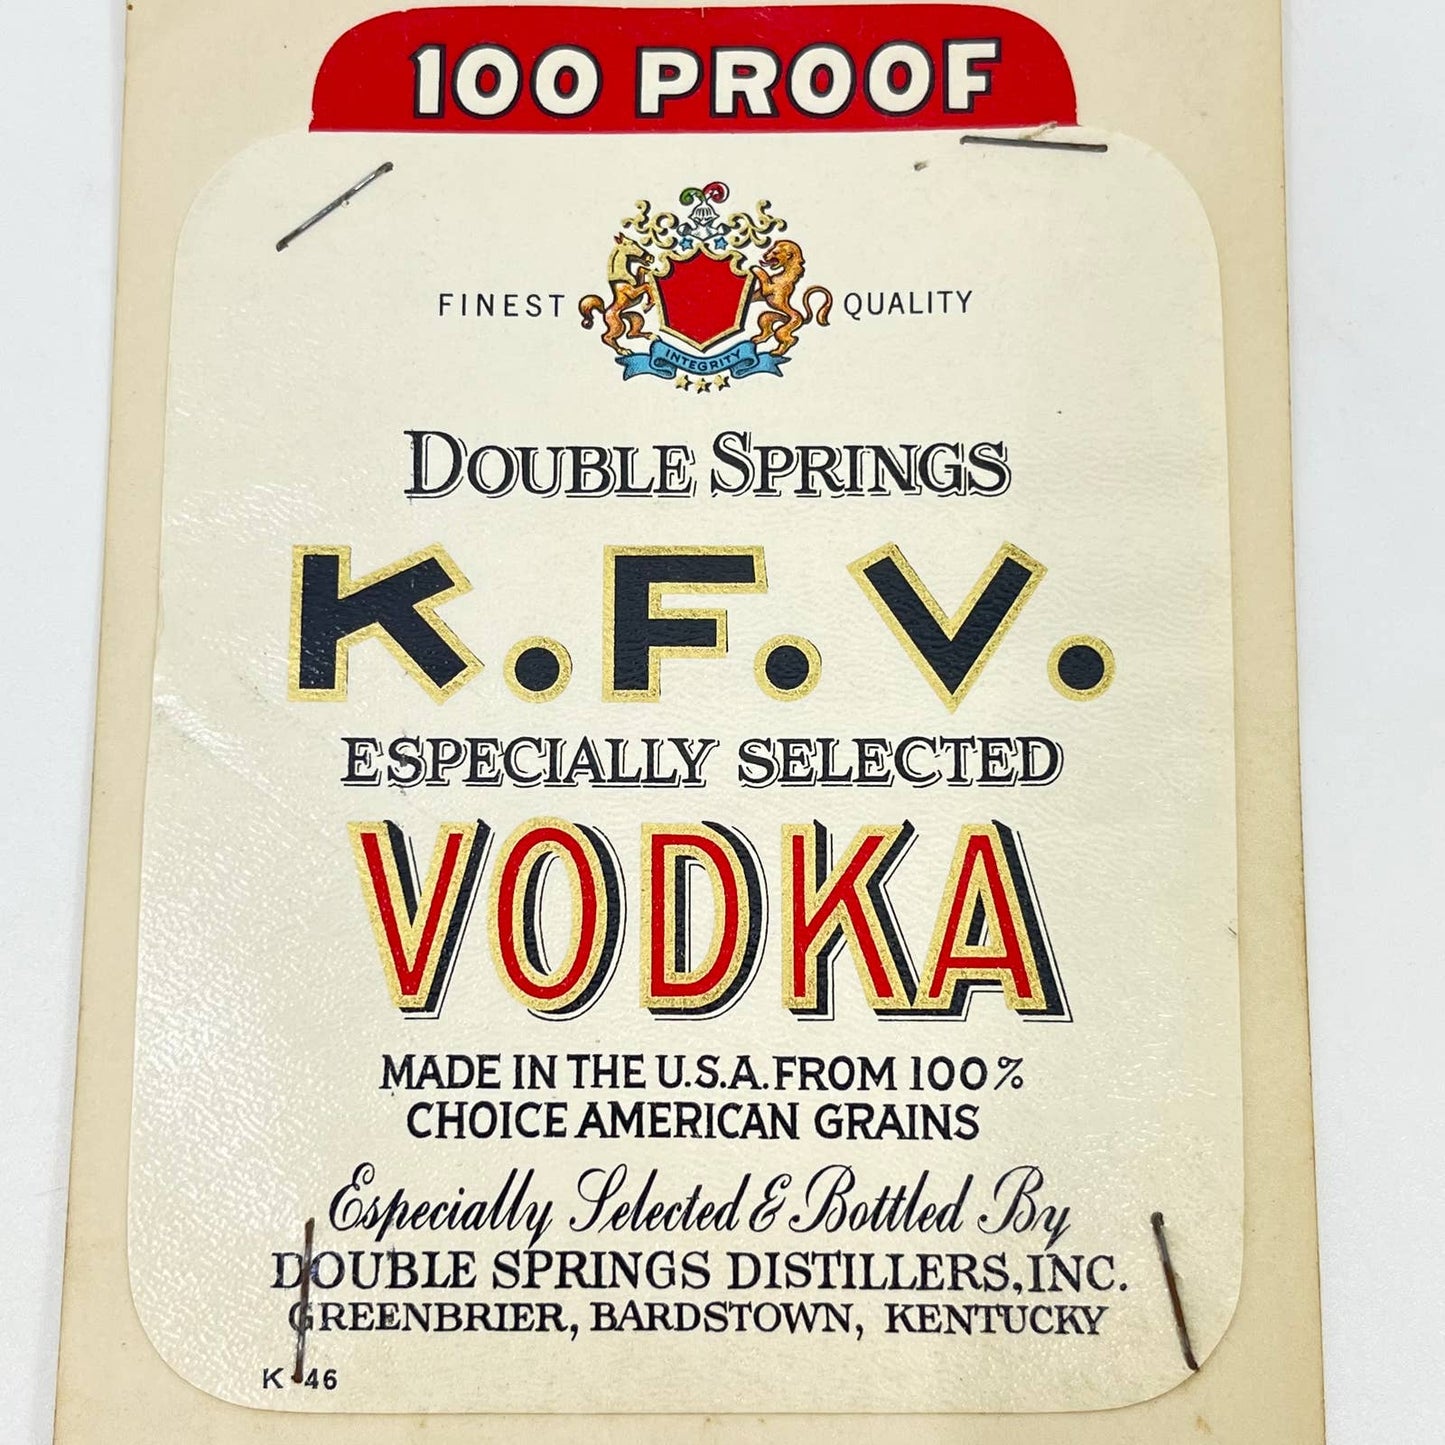 100 PROOF
FINEST QUALITY
INTEGRITY
DOUBLE SPRINGS
K.F.V.
ESPECIALLY SELECTED
VODKA
MADE IN THE U.S.A. FROM 100%
CHOICE AMERICAN GRAINS
Especially Selected & Bottled By
DOUBLE SPRINGS DISTILLERS, INC.
GREENBRIER, BARDSTOWN, KENTUCKY
K-46